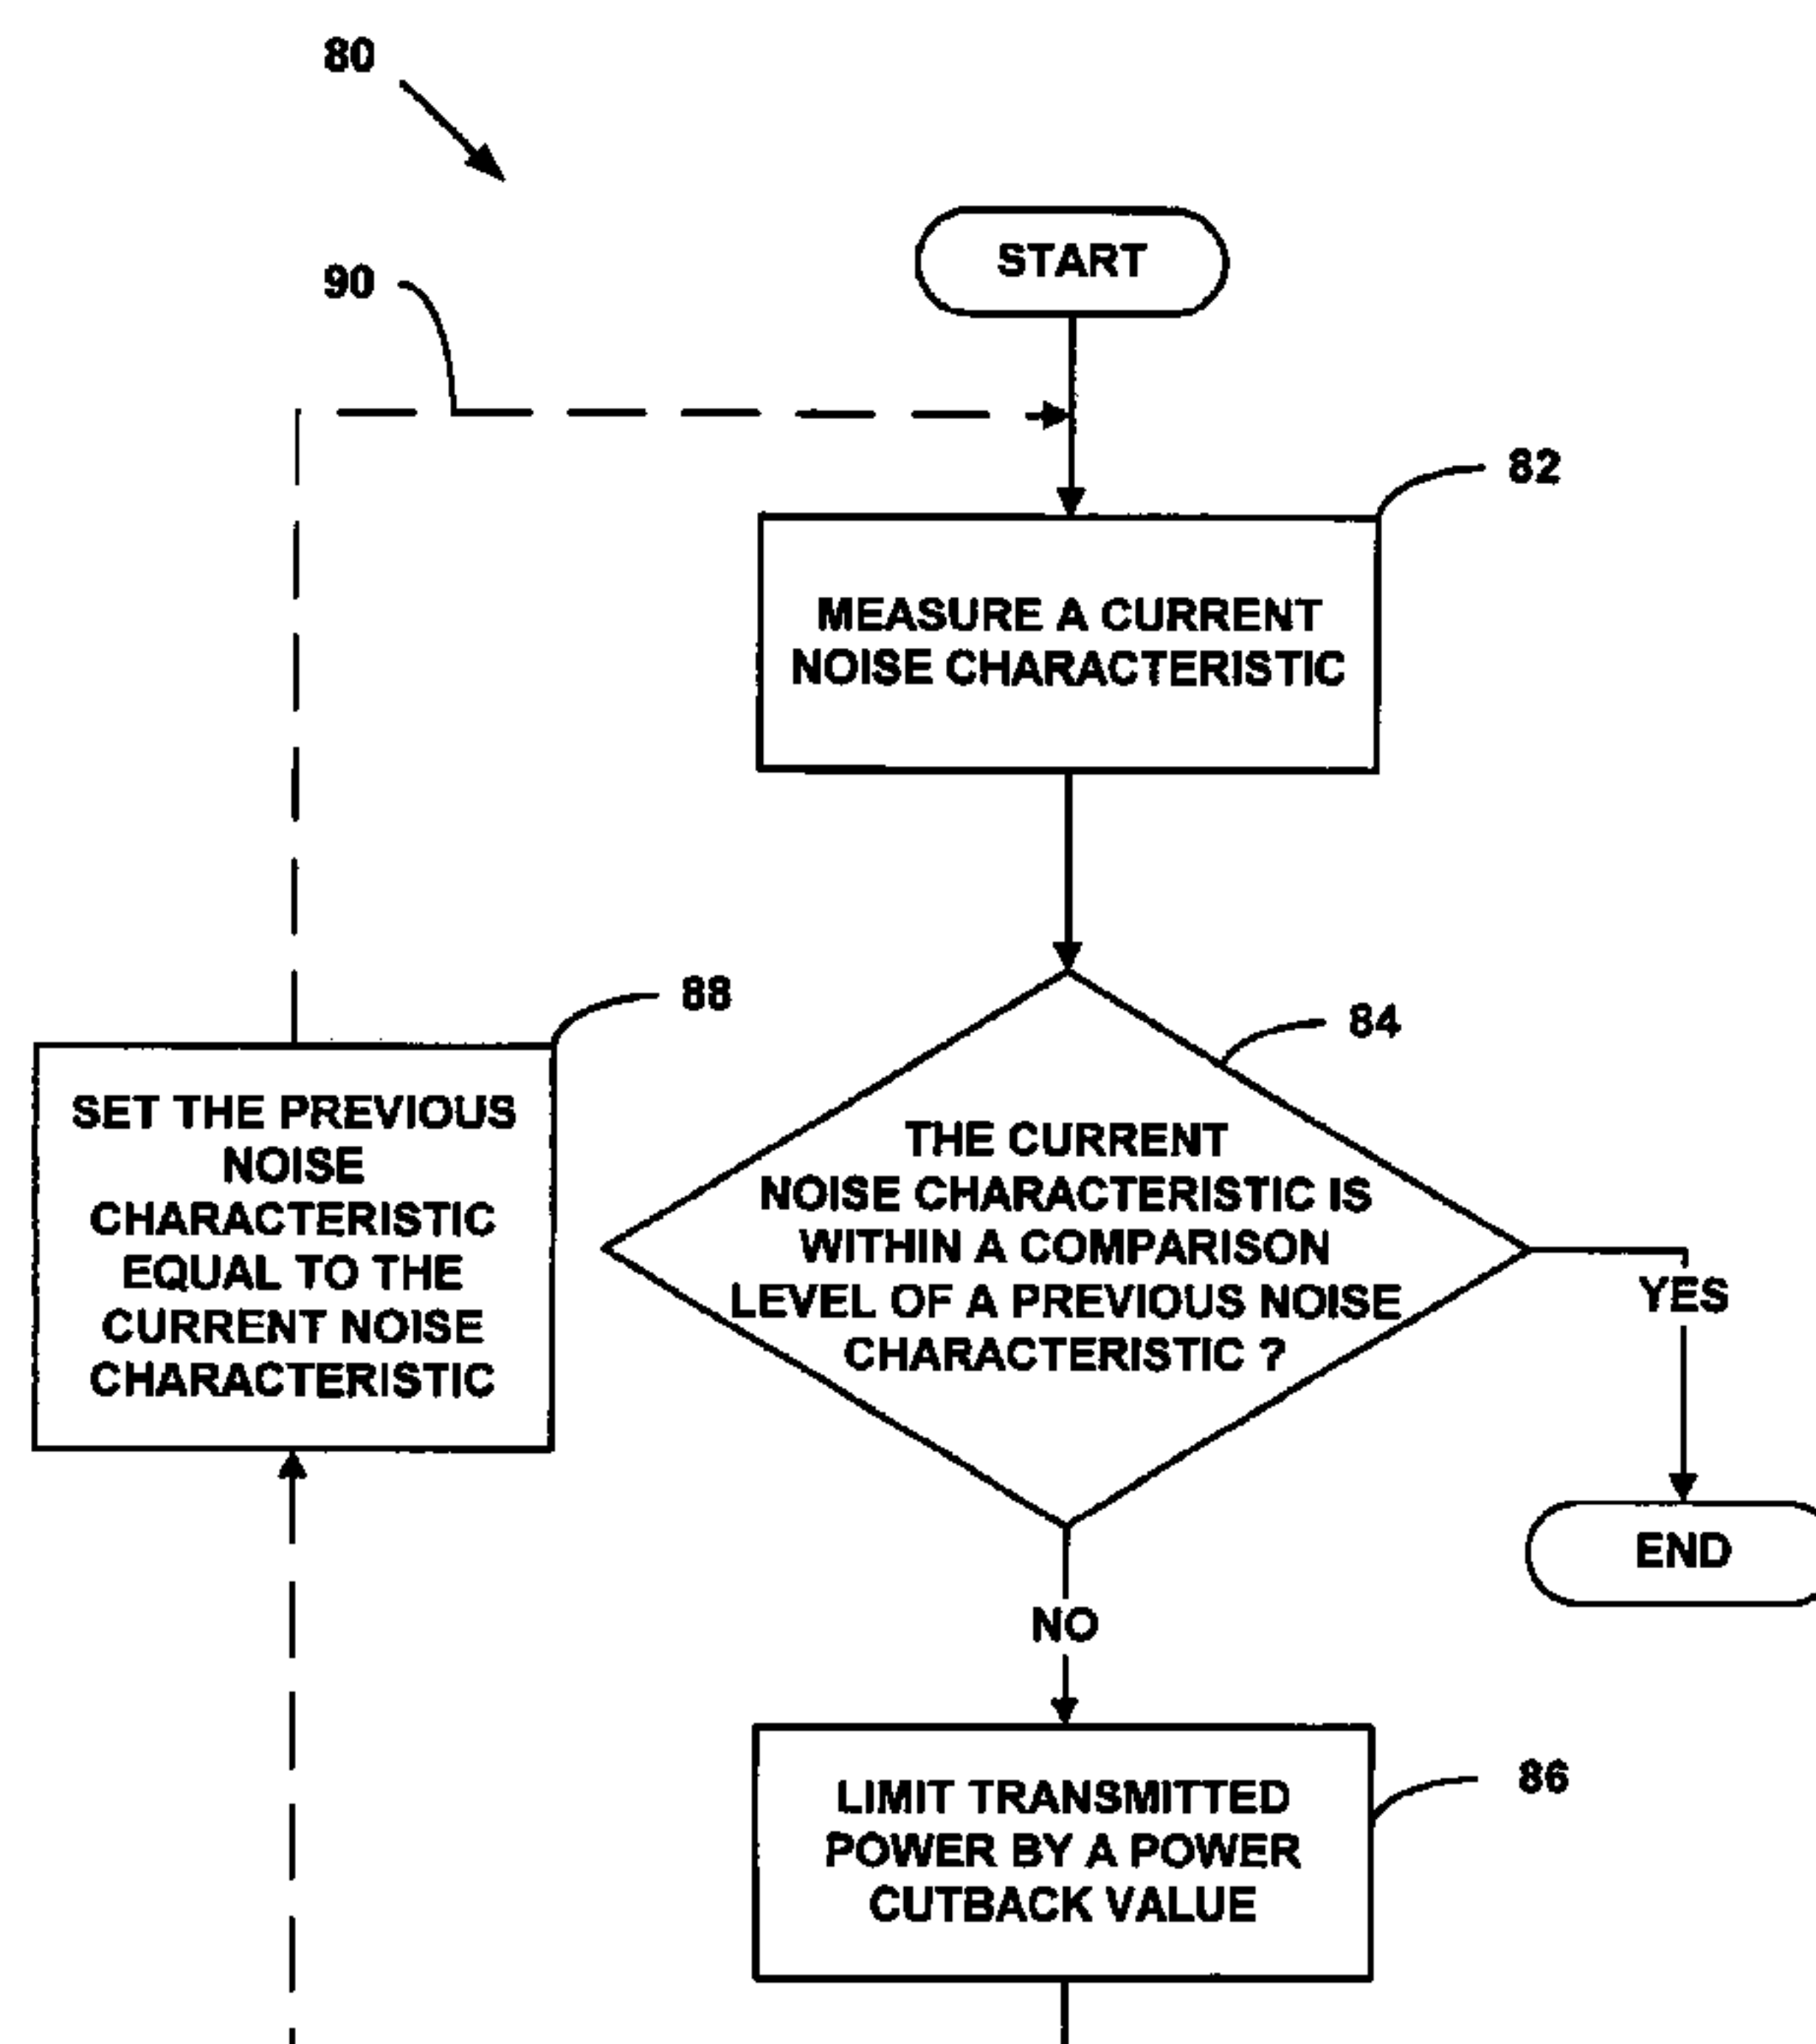 80
START
90
82
MEASURE A CURRENT
NOISE CHARACTERISTIC
88
84
SET THE PREVIOUS
NOISE
CHARACTERISTIC
EQUAL TO THE
CURRENT NOISE
CHARACTERISTIC
THE CURRENT
NOISE CHARACTERISTIC IS
WITHIN A COMPARISON
LEVEL OF A PREVIOUS NOISE
CHARACTERISTIC ?
YES
END
NO
86
LIMIT TRANSMITTED
POWER BY A POWER
CUTBACK VALUE